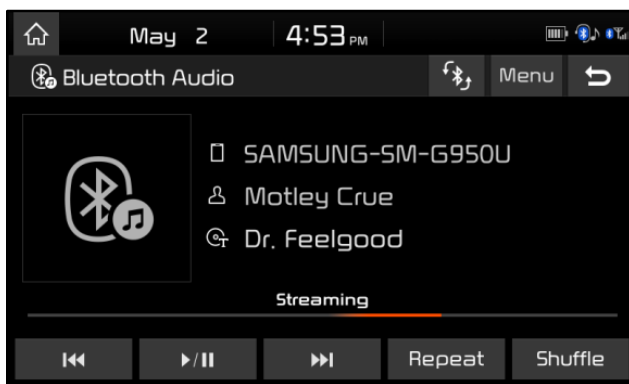 May 2 4:53 PM
Bluetooth Audio Menu
SAMSUNG-SM-G950U
Motley Crue
Dr. Feelgood
Streaming
Repeat Shuffle